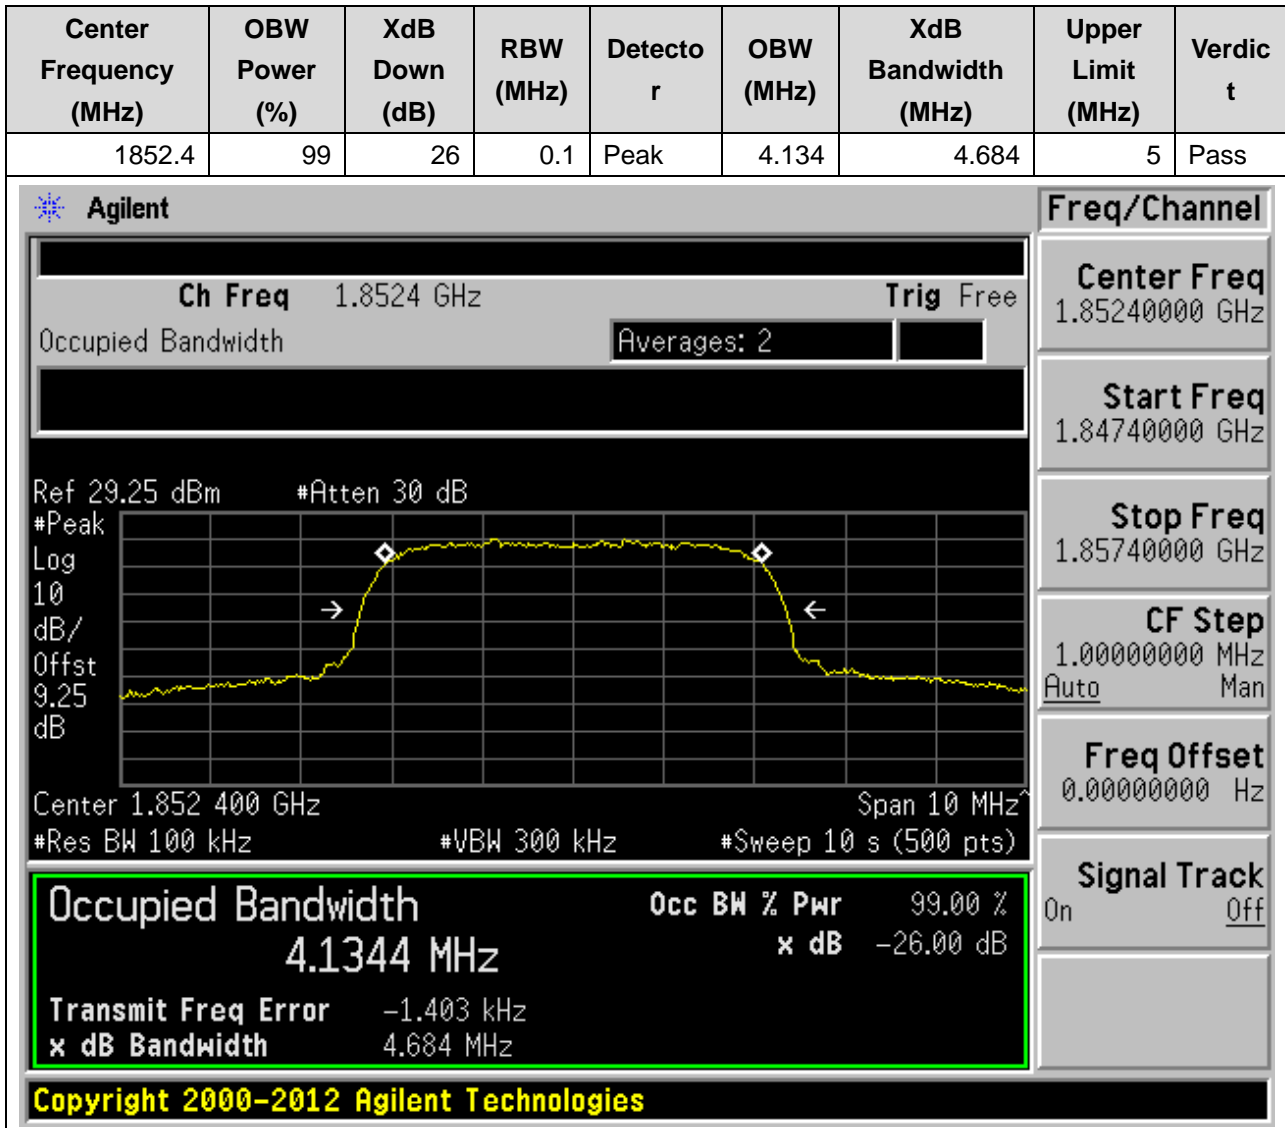 Center Frequency (MHz) OBW Power (%) XdB Down (dB) RBW (MHz) Detector OBW (MHz) XdB Bandwidth (MHz) Upper Limit (MHz) Verdict
1852.4 99 26 0.1 Peak 4.134 4.684 5 Pass
Agilent
Freq/Channel
Ch Freq 1.8524 GHz Trig Free
Occupied Bandwidth Averages: 2
Center Freq
1.85240000 GHz
Start Freq
1.84740000 GHz
Stop Freq
1.85740000 GHz
CF Step
1.00000000 MHz
Auto Man
Freq Offset
0.00000000 Hz
Signal Track
On Off
Ref 29.25 dBm #Atten 30 dB
#Peak
Log
10
dB/
Offst
9.25
dB
Center 1.852 400 GHz Span 10 MHz^
#Res BW 100 kHz #VBW 300 kHz #Sweep 10 s (500 pts)
Occupied Bandwidth Occ BW % Pwr 99.00 %
4.1344 MHz x dB -26.00 dB
Transmit Freq Error -1.403 kHz
x dB Bandwidth 4.684 MHz
Copyright 2000-2012 Agilent Technologies